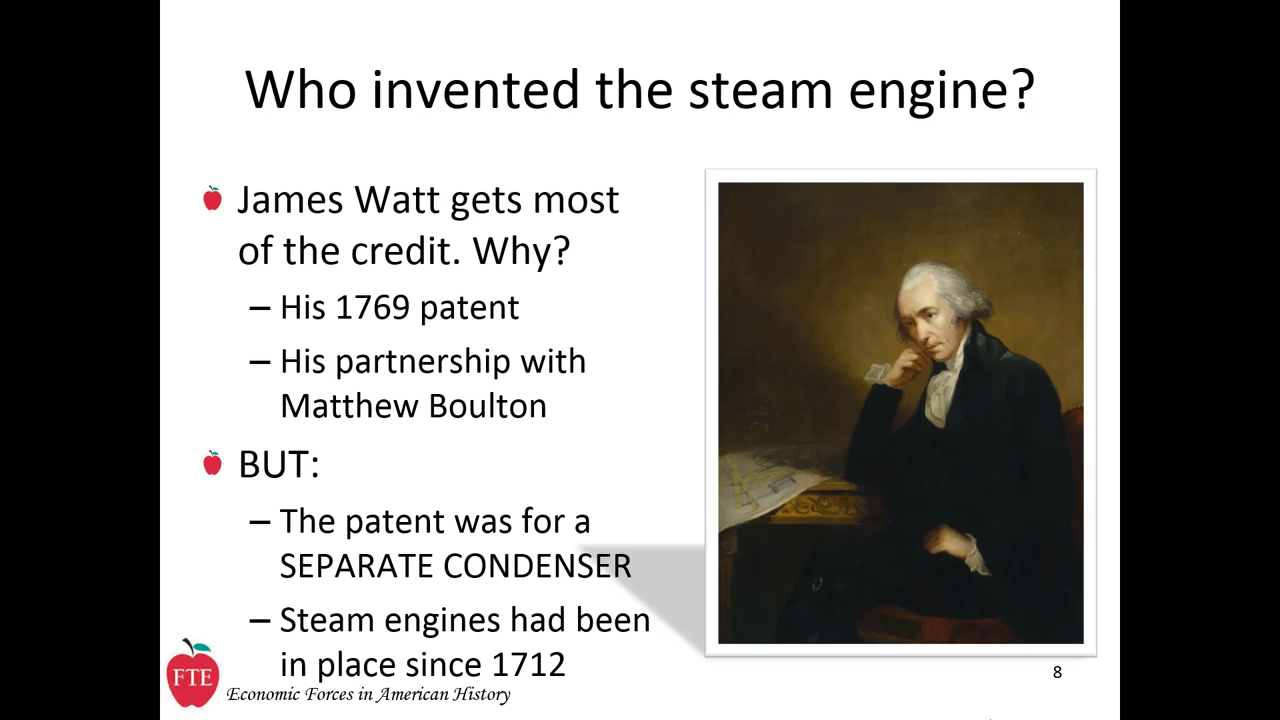 Who invented the steam engine?
James Watt gets most
of the credit. Why?
– His 1769 patent
– His partnership with
Matthew Boulton
BUT:
– The patent was for a
SEPARATE CONDENSER
– Steam engines had been
in place since 1712
FTE
Economic Forces in American History
8